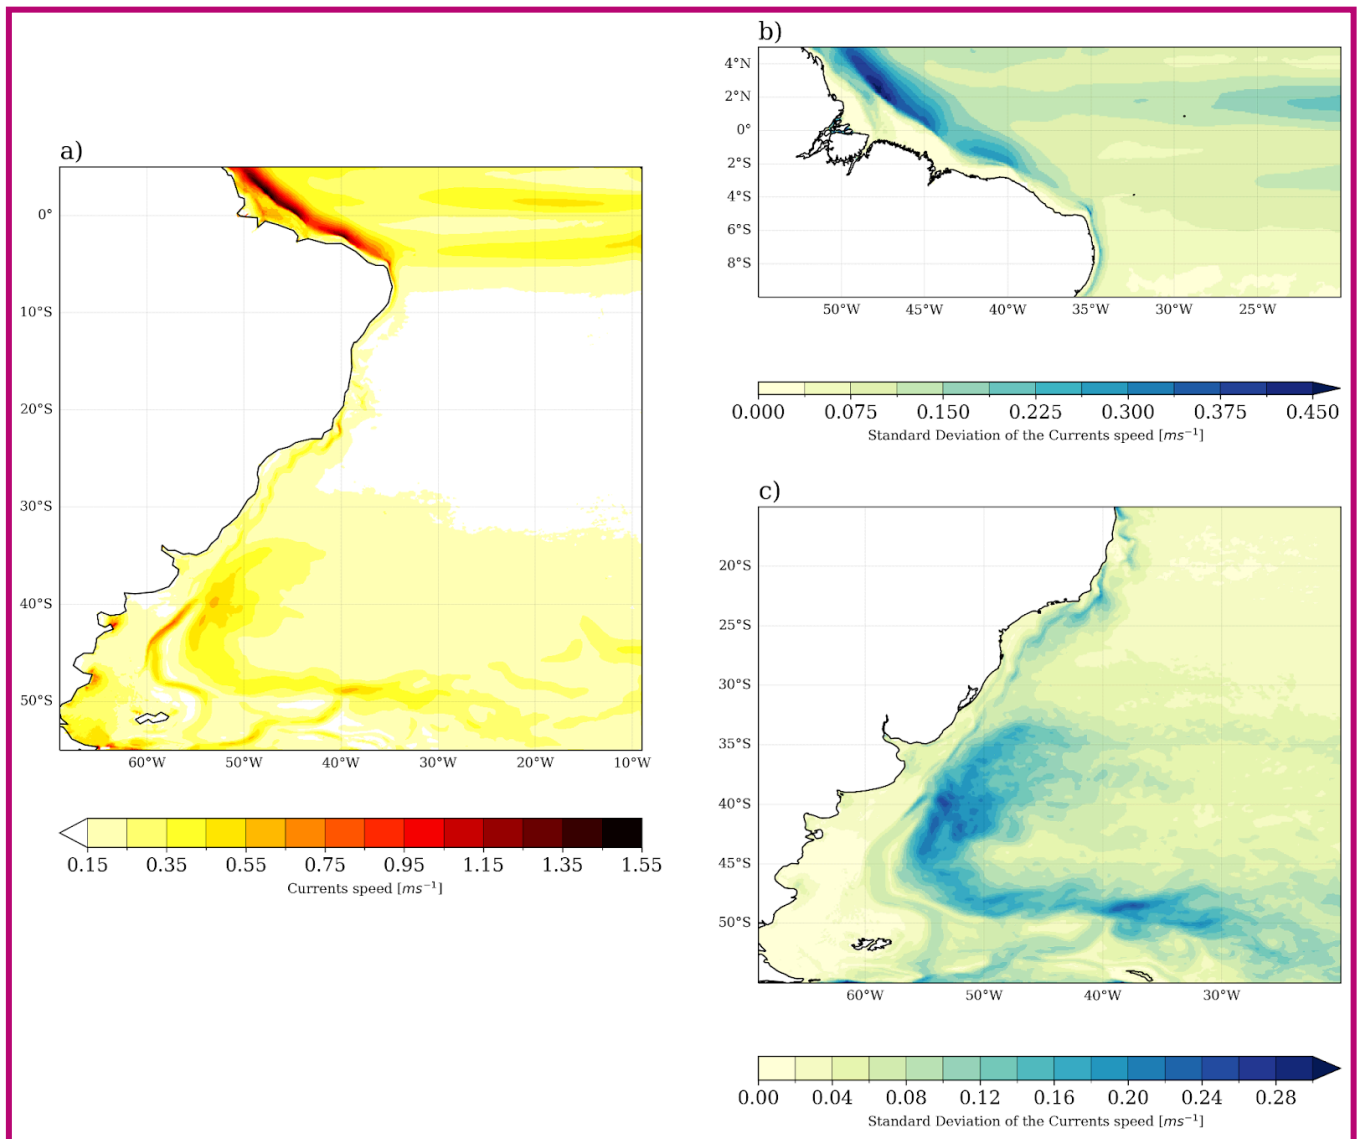 a)
0°
10°S
20°S
30°S
40°S
50°S
60°W 50°W 40°W 30°W 20°W 10°W
0.15 0.35 0.55 0.75 0.95 1.15 1.35 1.55
Currents speed [ms⁻¹]
b)
4°N
2°N
0°
2°S
4°S
6°S
8°S
50°W 45°W 40°W 35°W 30°W 25°W
0.000 0.075 0.150 0.225 0.300 0.375 0.450
Standard Deviation of the Currents speed [ms⁻¹]
c)
20°S
25°S
30°S
35°S
40°S
45°S
50°S
60°W 50°W 40°W 30°W
0.00 0.04 0.08 0.12 0.16 0.20 0.24 0.28
Standard Deviation of the Currents speed [ms⁻¹]